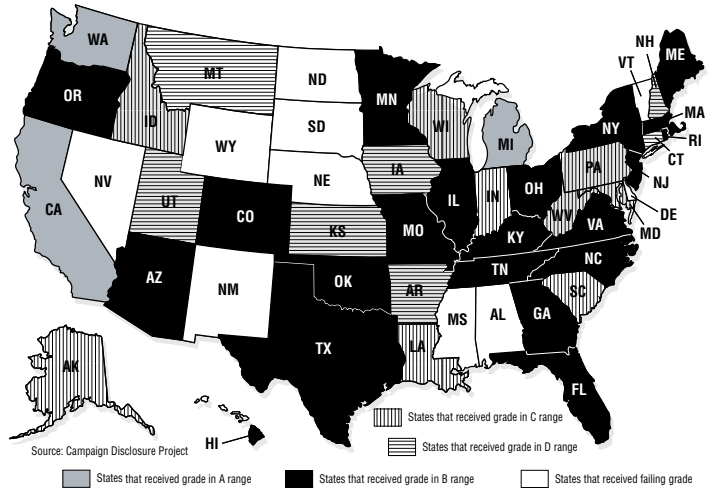 WA
NH
ME
VT
MT
ND
OR
MN
ID
SD
WI
NY
MA
WY
MI
RI
CT
IA
PA
NE
NV
NJ
OH
UT
IL
IN
DE
CA
CO
WV
VA
MD
KS
MO
KY
NC
TN
AZ
OK
NM
AR
SC
MS
AL
GA
TX
LA
AK
FL
States that received grade in C range
HI
States that received grade in D range
Source: Campaign Disclosure Project
States that received grade in A range
States that received grade in B range
States that received failing grade